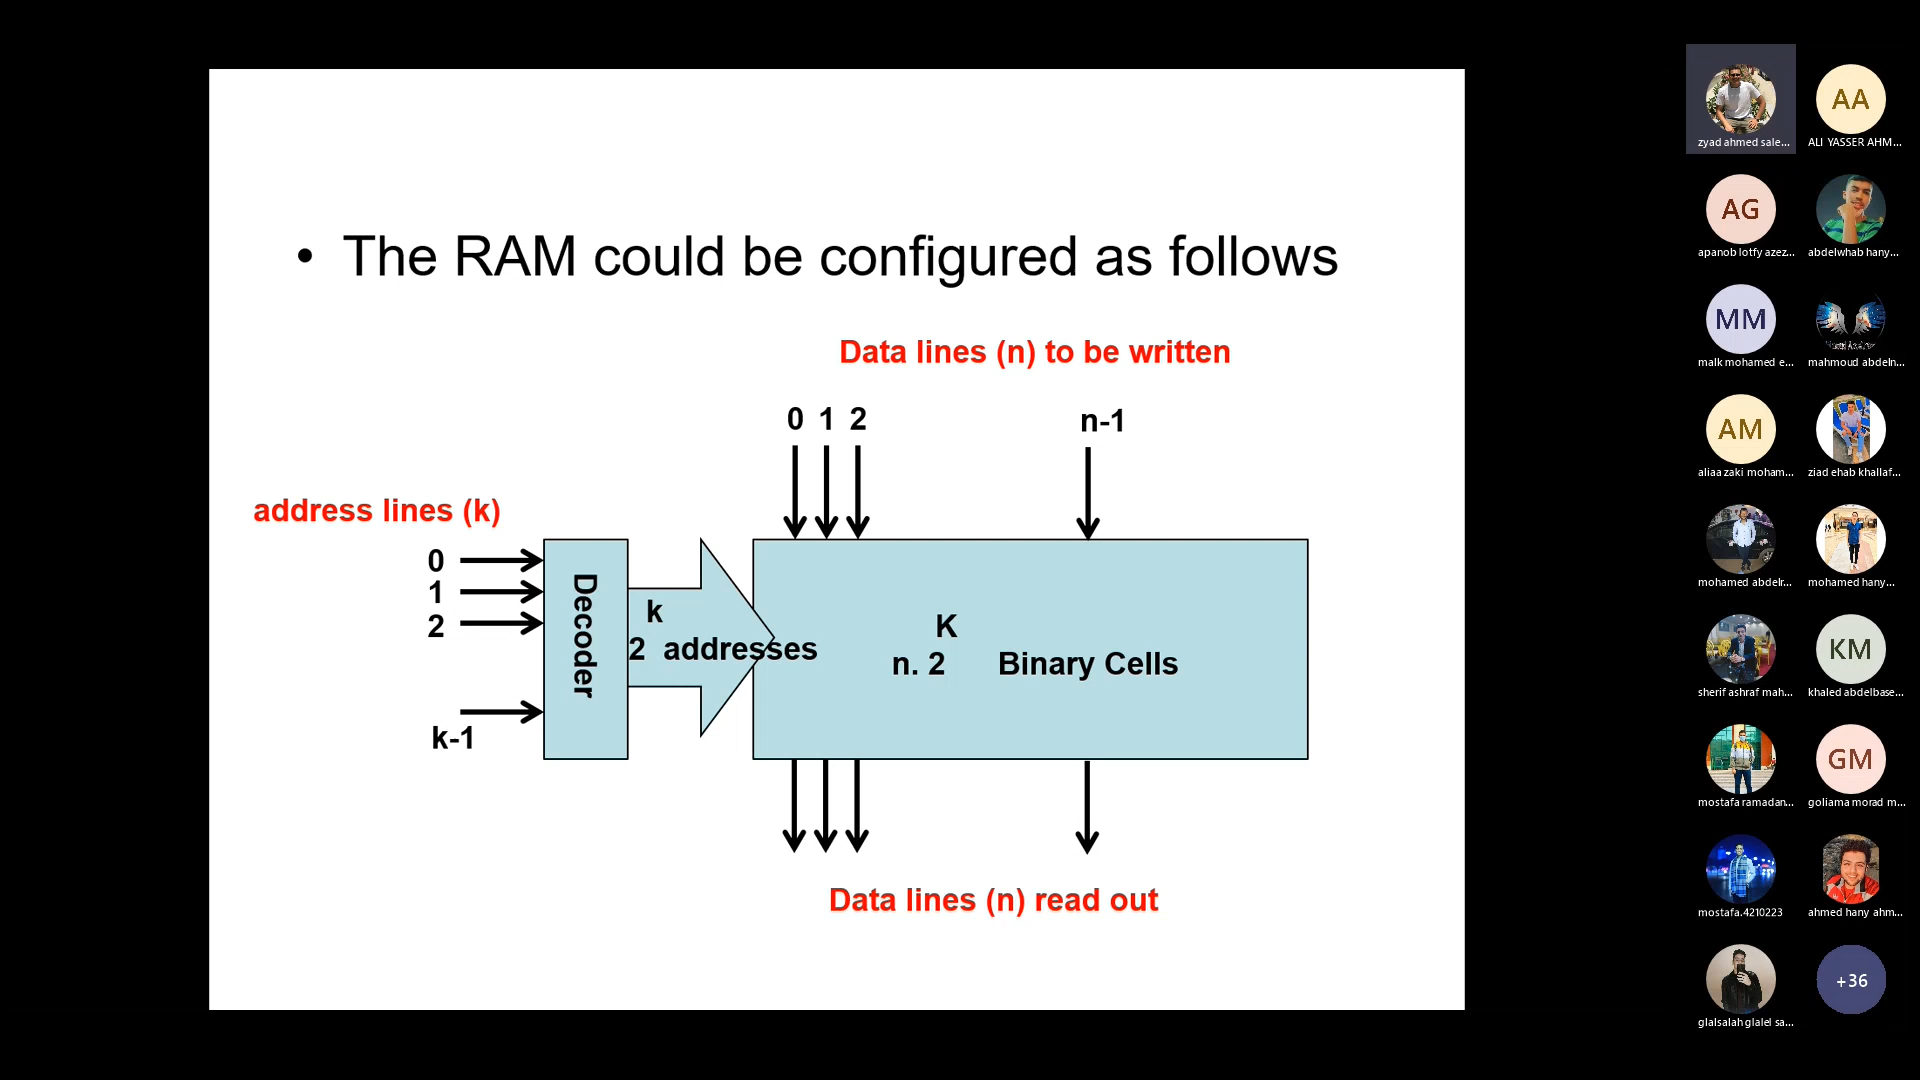 • The RAM could be configured as follows
Data lines (n) to be written
0 1 2 n-1
address lines (k)
0
1
2
k-1
Decoder
k
2 addresses
K
n. 2 Binary Cells
Data lines (n) read out
zyad ahmed sale...
AA
ALI YASSER AHM...
AG
apanob lotfy azez...
abdelwhab hany...
MM
malk mohamed e...
mahmoud abdeln...
AM
aliaa zaki moham...
ziad ehab khallaf...
mohamed abdelr...
mohamed hany...
sherif ashraf mah...
KM
khaled abdelbase...
mostafa ramadan...
GM
goliama morad m...
mostafa.4210223
ahmed hany ahm...
glalsalah glalel sa...
+36